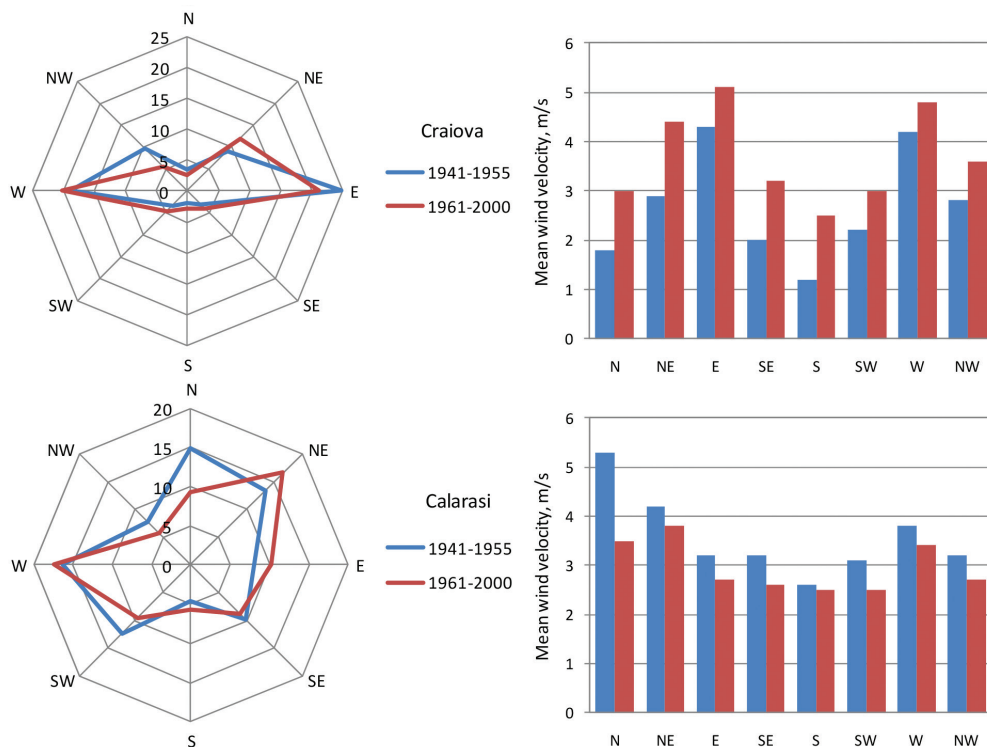 N
25
20
15
10
5
0
NE
E
SE
S
SW
W
NW
Craiova
1941-1955
1961-2000
Mean wind velocity, m/s
6
5
4
3
2
1
0
N NE E SE S SW W NW
N
20
15
10
5
0
NE
E
SE
S
SW
W
NW
Calarasi
1941-1955
1961-2000
Mean wind velocity, m/s
6
5
4
3
2
1
0
N NE E SE S SW W NW